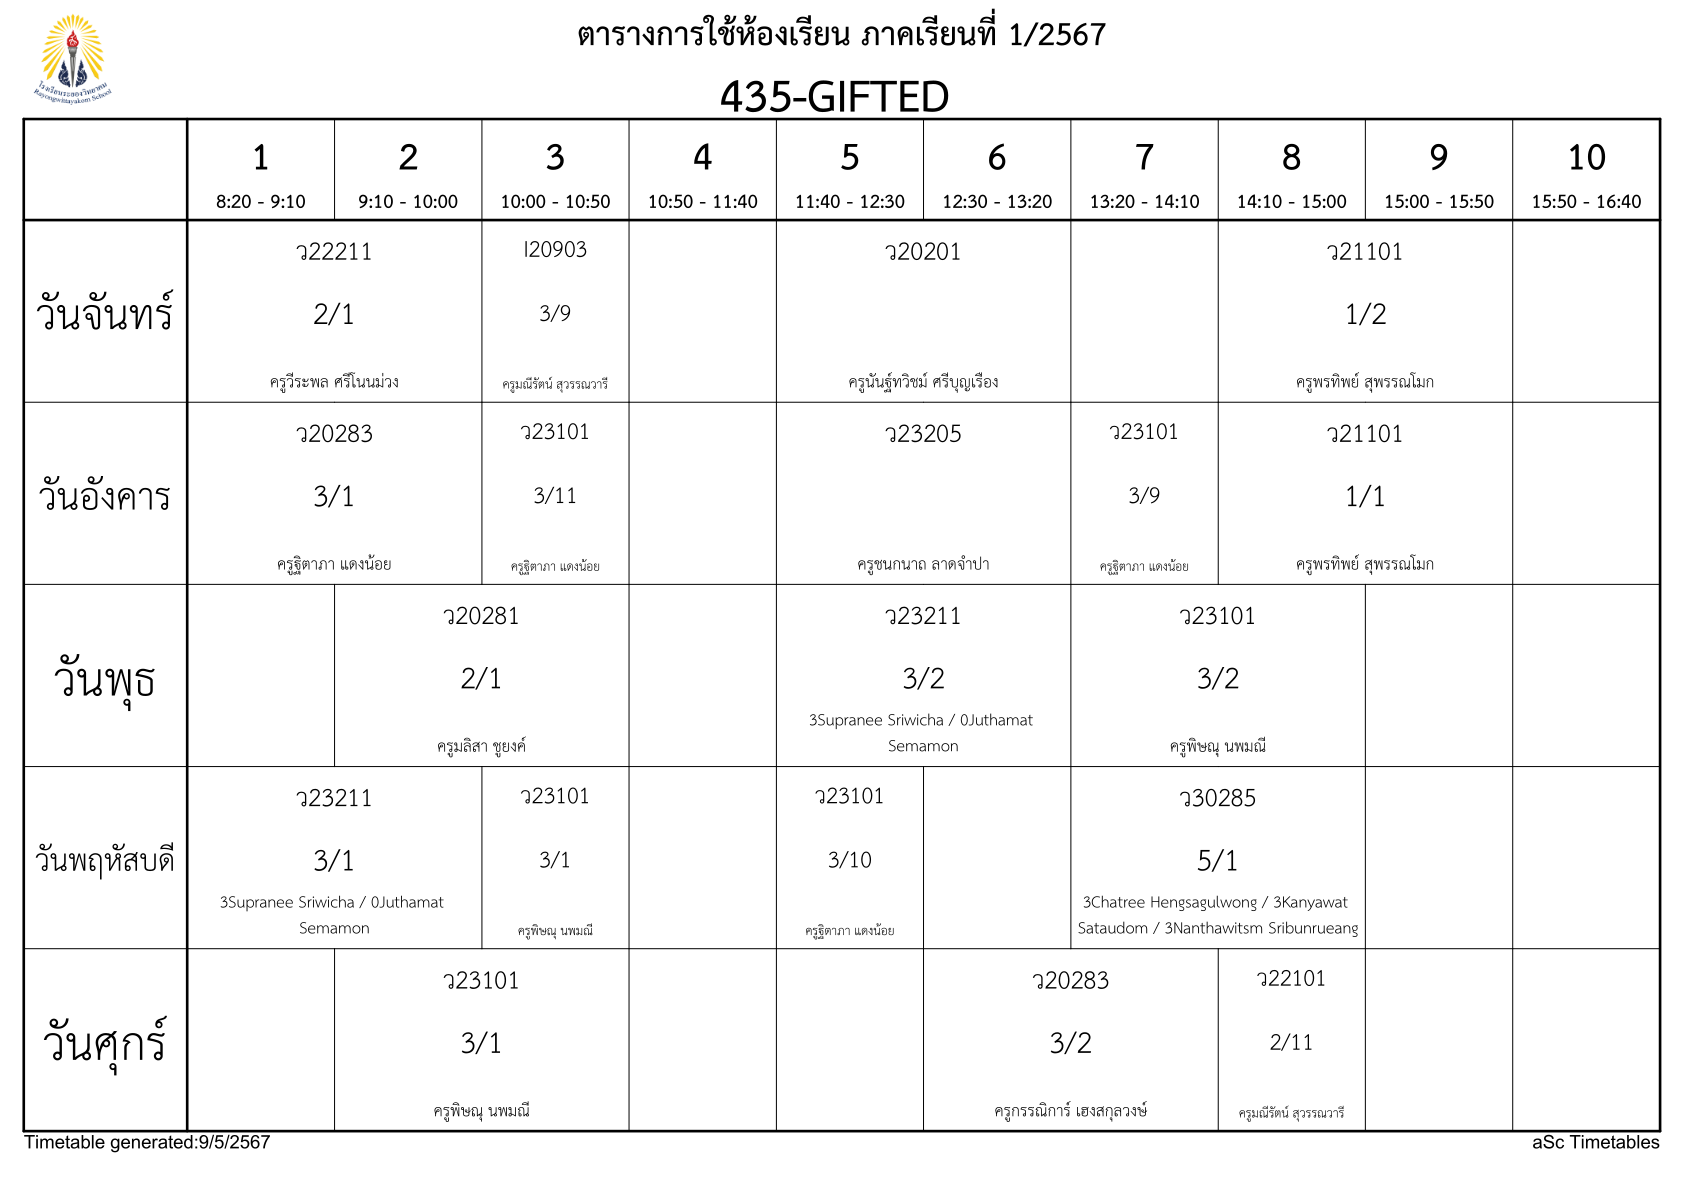 ตารางการใช้ห้องเรียน ภาคเรียนที่ 1/2567
435-GIFTED
โรงเรียนระยองวิทยาคม
Rayongwittayakom School
1 2 3 4 5 6 7 8 9 10
8:20 - 9:10 9:10 - 10:00 10:00 - 10:50 10:50 - 11:40 11:40 - 12:30 12:30 - 13:20 13:20 - 14:10 14:10 - 15:00 15:00 - 15:50 15:50 - 16:40
วันจันทร์
ว22211 I20903 ว20201 ว21101
2/1 3/9 1/2
ครูวีระพล ศรีโนนม่วง ครูมณีรัตน์ สุวรรณวารี ครูนันฐ์ทวิชม์ ศรีบุญเรือง ครูพรทิพย์ สุพรรณโมก
วันอังคาร
ว20283 ว23101 ว23205 ว23101 ว21101
3/1 3/11 3/9 1/1
ครูฐิตาภา แดงน้อย ครูฐิตาภา แดงน้อย ครูชนกนาถ ลาดจำปา ครูฐิตาภา แดงน้อย ครูพรทิพย์ สุพรรณโมก
วันพุธ
ว20281 ว23211 ว23101
2/1 3/2 3/2
3Supranee Sriwicha / 0Juthamat
Semamon
ครูมลิสา ชูยงค์ ครูพิษณุ นพมณี
วันพฤหัสบดี
ว23211 ว23101 ว23101 ว30285
3/1 3/1 3/10 5/1
3Supranee Sriwicha / 0Juthamat 3Chatree Hengsagulwong / 3Kanyawat
Semamon ครูพิษณุ นพมณี ครูฐิตาภา แดงน้อย Sataudom / 3Nanthawitsm Sribunrueang
วันศุกร์
ว23101 ว20283 ว22101
3/1 3/2 2/11
ครูพิษณุ นพมณี ครูกรรณิการ์ เฮงสกุลวงษ์ ครูมณีรัตน์ สุวรรณวารี
Timetable generated:9/5/2567 aSc Timetables